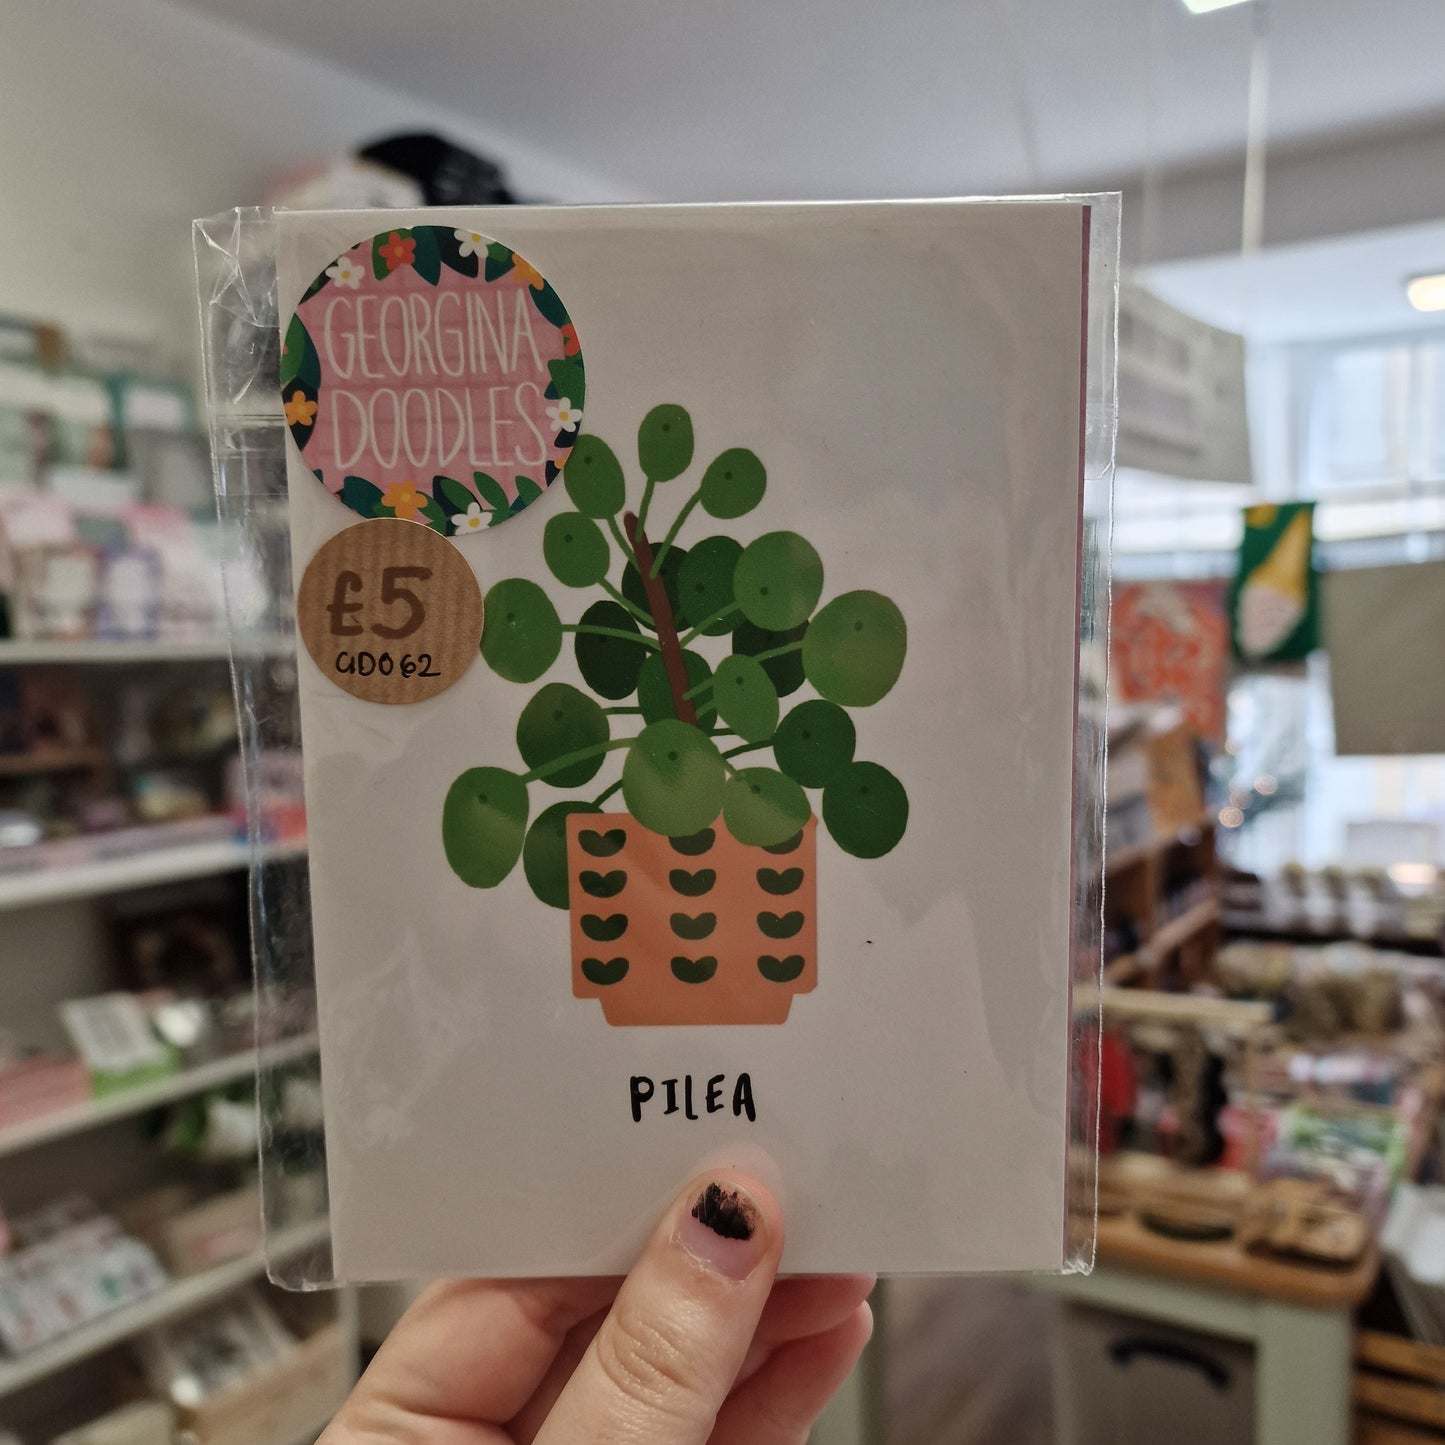 GEORGINA
DOODLES
£5
GD062
PILEA